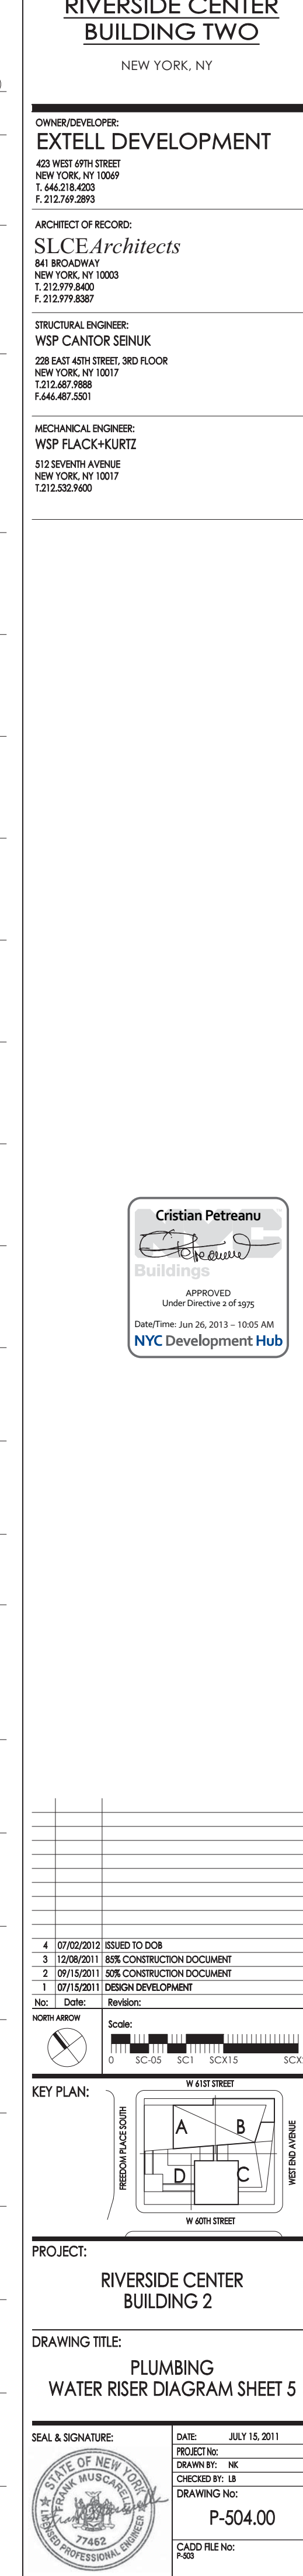 RIVERSIDE CENTER
BUILDING TWO
NEW YORK, NY
OWNER/DEVELOPER:
EXTELL DEVELOPMENT
423 WEST 69TH STREET
NEW YORK, NY 10069
T. 646.218.4203
F. 212.769.2893
ARCHITECT OF RECORD:
SLCE Architects
841 BROADWAY
NEW YORK, NY 10003
T. 212.979.8400
F. 212.979.8387
STRUCTURAL ENGINEER:
WSP CANTOR SEINUK
228 EAST 45TH STREET, 3RD FLOOR
NEW YORK, NY 10017
T.212.687.9888
F.646.487.5501
MECHANICAL ENGINEER:
WSP FLACK+KURTZ
512 SEVENTH AVENUE
NEW YORK, NY 10017
T.212.532.9600
Cristian Petreanu
Buildings
APPROVED
Under Directive 2 of 1975
Date/Time: Jun 26, 2013 – 10:05 AM
NYC Development Hub
4 07/02/2012 ISSUED TO DOB
3 12/08/2011 85% CONSTRUCTION DOCUMENT
2 09/15/2011 50% CONSTRUCTION DOCUMENT
1 07/15/2011 DESIGN DEVELOPMENT
No: Date: Revision:
NORTH ARROW
Scale:
0 SC-05 SC1 SCX15
KEY PLAN:
W 61ST STREET
FREEDOM PLACE SOUTH
A B
D C
WEST END AVENUE
W 60TH STREET
PROJECT:
RIVERSIDE CENTER
BUILDING 2
DRAWING TITLE:
PLUMBING
WATER RISER DIAGRAM SHEET 5
SEAL & SIGNATURE:
STATE OF NEW YORK
FRANK MUSCARELLA
77462
LICENSED PROFESSIONAL ENGINEER
DATE: JULY 15, 2011
PROJECT No:
DRAWN BY: NK
CHECKED BY: LB
DRAWING No:
P-504.00
CADD FILE No:
P-503